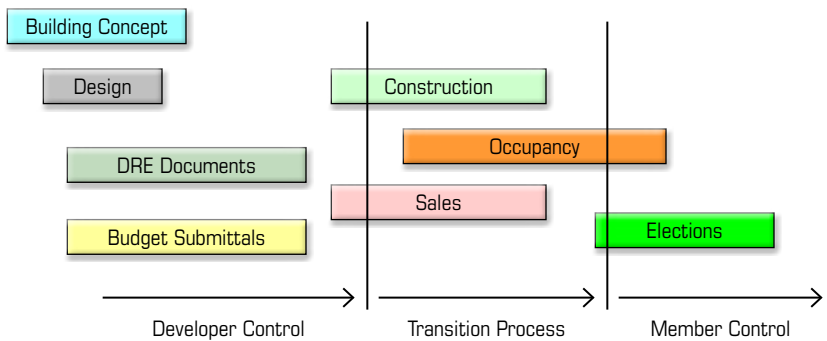 Building Concept
Design
Construction
Occupancy
DRE Documents
Sales
Budget Submittals
Elections
Developer Control
Transition Process
Member Control